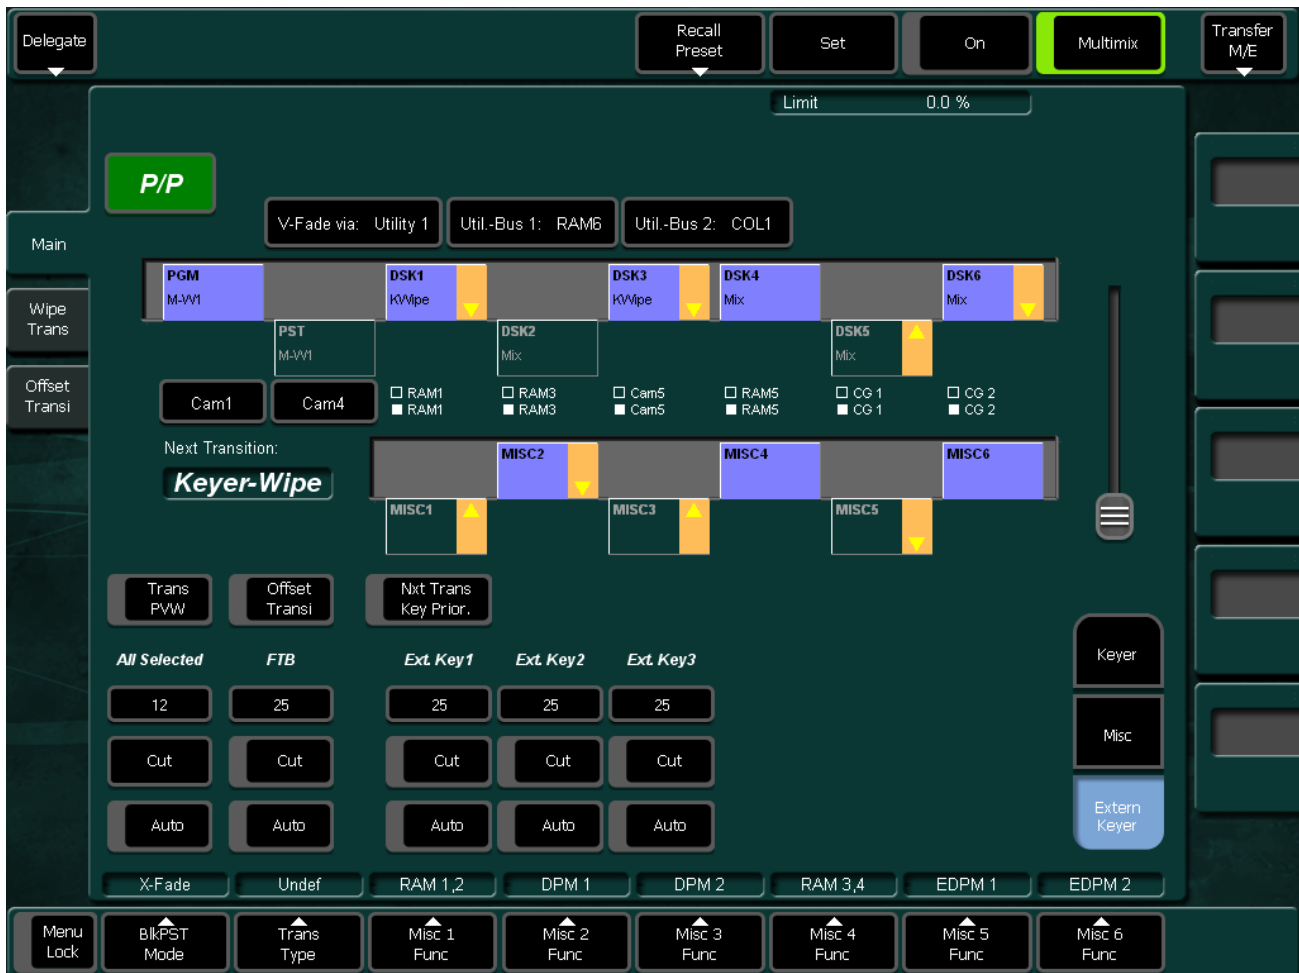 Delegate
Recall
Preset
Set
On
Multimix
Transfer
M/E
Limit 0.0 %
P/P
V-Fade via: Utility 1
Util.-Bus 1: RAM6
Util.-Bus 2: COL1
Main
Wipe
Trans
Offset
Transi
PGM
M-W1
DSK1
KWipe
DSK3
KWipe
DSK4
Mix
DSK6
Mix
PST
M-W1
DSK2
Mix
DSK5
Mix
Cam1
Cam4
RAM1
RAM1
RAM3
RAM3
Cam5
Cam5
RAM5
RAM5
CG 1
CG 1
CG 2
CG 2
Next Transition:
Keyer-Wipe
MISC2
MISC4
MISC6
MISC1
MISC3
MISC5
Trans
PVW
Offset
Transi
Nxt Trans
Key Prior.
All Selected
FTB
Ext. Key1
Ext. Key2
Ext. Key3
12
25
25
25
25
Cut
Cut
Cut
Cut
Cut
Auto
Auto
Auto
Auto
Auto
Keyer
Misc
Extern
Keyer
X-Fade
Undef
RAM 1,2
DPM 1
DPM 2
RAM 3,4
EDPM 1
EDPM 2
Menu
Lock
BlkPST
Mode
Trans
Type
Misc 1
Func
Misc 2
Func
Misc 3
Func
Misc 4
Func
Misc 5
Func
Misc 6
Func